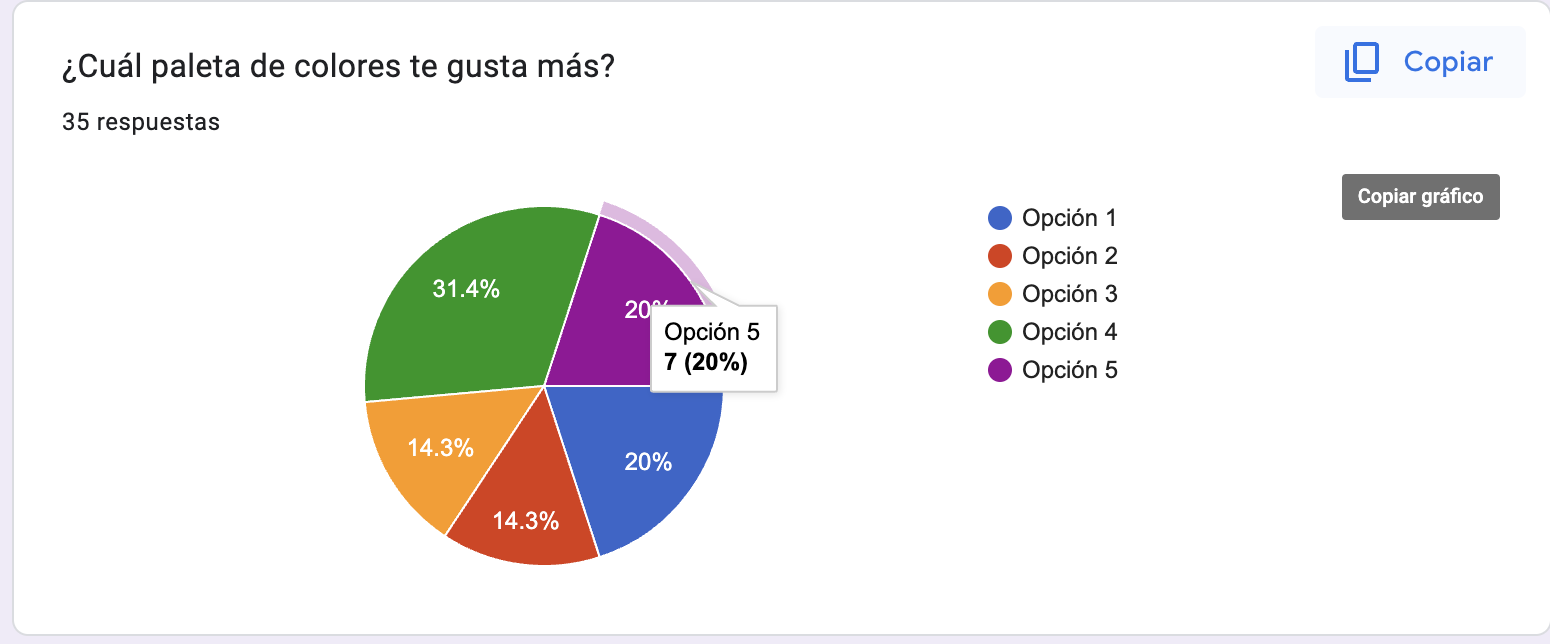 ¿Cuál paleta de colores te gusta más?
Copiar
35 respuestas
Copiar gráfico
Opción 1
Opción 2
Opción 3
Opción 4
Opción 5
31.4%
20%
Opción 5
7 (20%)
14.3%
20%
14.3%